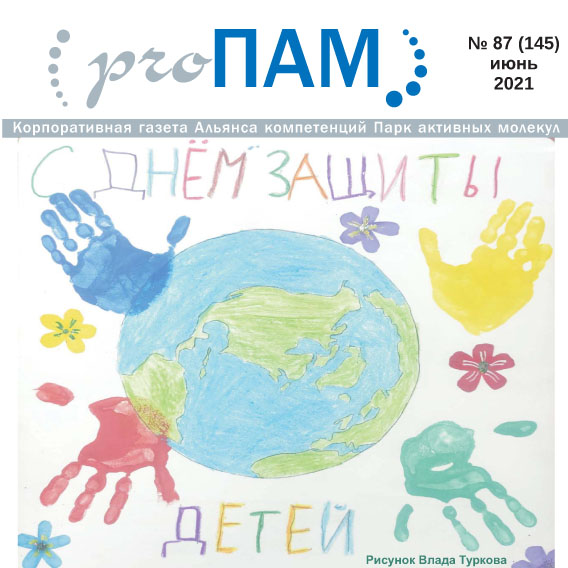 proПАМ
№ 87 (145)
июнь
2021
Корпоративная газета Альянса компетенций Парк активных молекул
С ДНЁМ ЗАЩИТЫ
ДЕТЕЙ
Рисунок Влада Туркова